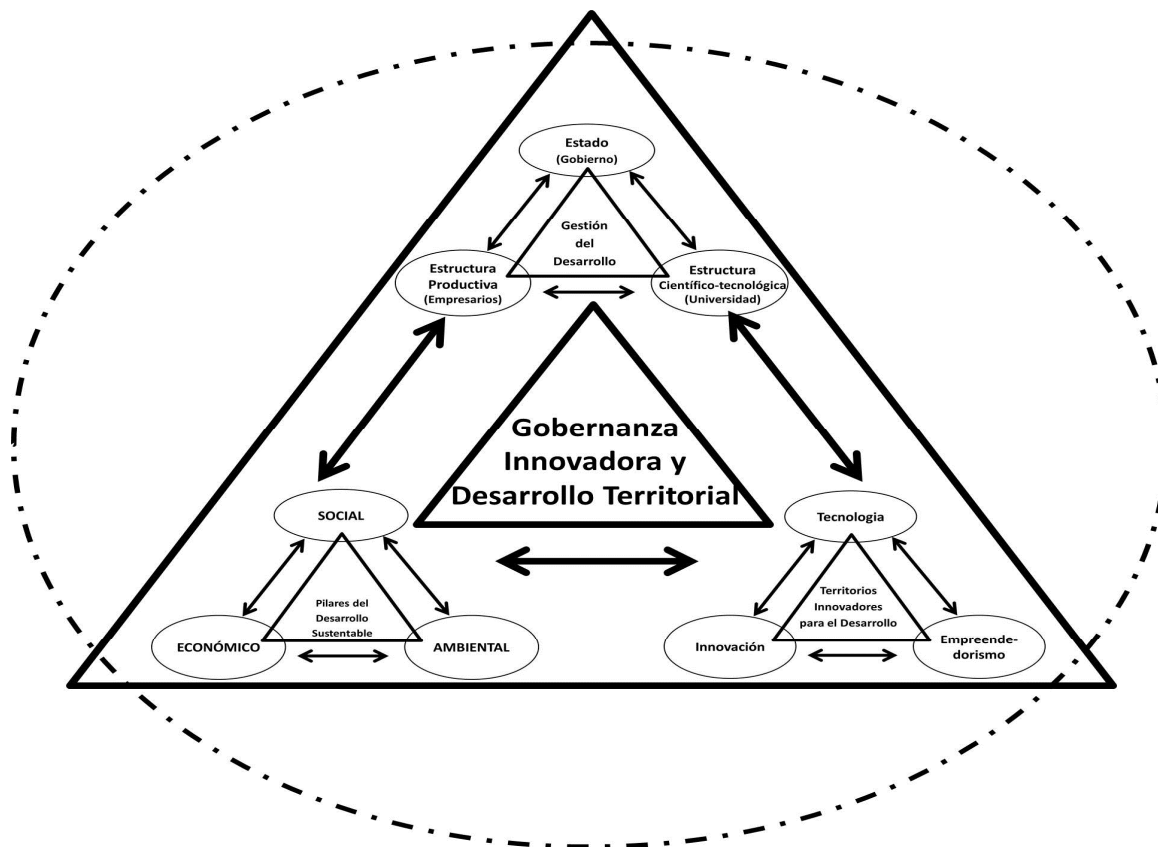 Estado
(Gobierno)
Gestión
del
Desarrollo
Estructura
Productiva
(Empresarios)
Estructura
Científico-tecnológica
(Universidad)
Gobernanza
Innovadora y
Desarrollo Territorial
SOCIAL
Pilares del
Desarrollo
Sustentable
ECONÓMICO
AMBIENTAL
Tecnologia
Territorios
Innovadores
para el Desarrollo
Innovación
Empreende-
dorismo